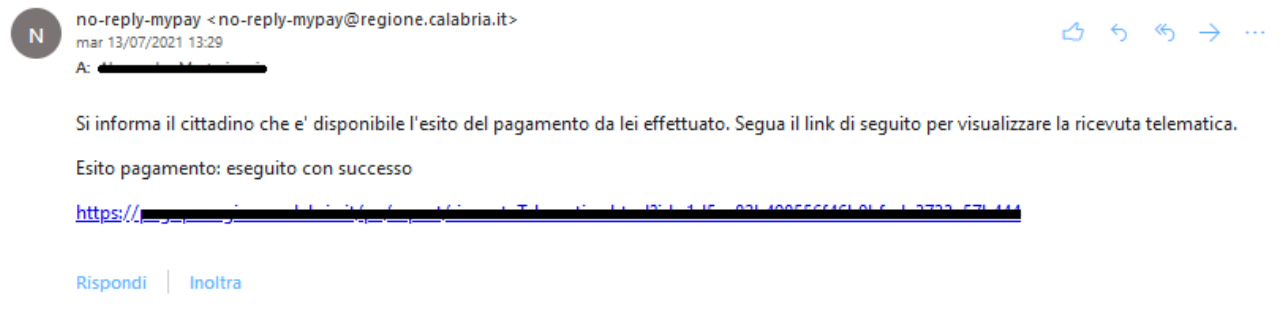 N
no-reply-mypay <no-reply-mypay@regione.calabria.it>
mar 13/07/2021 13:29
A:
Si informa il cittadino che e' disponibile l'esito del pagamento da lei effettuato. Segua il link di seguito per visualizzare la ricevuta telematica.
Esito pagamento: eseguito con successo
https://
Rispondi Inoltra